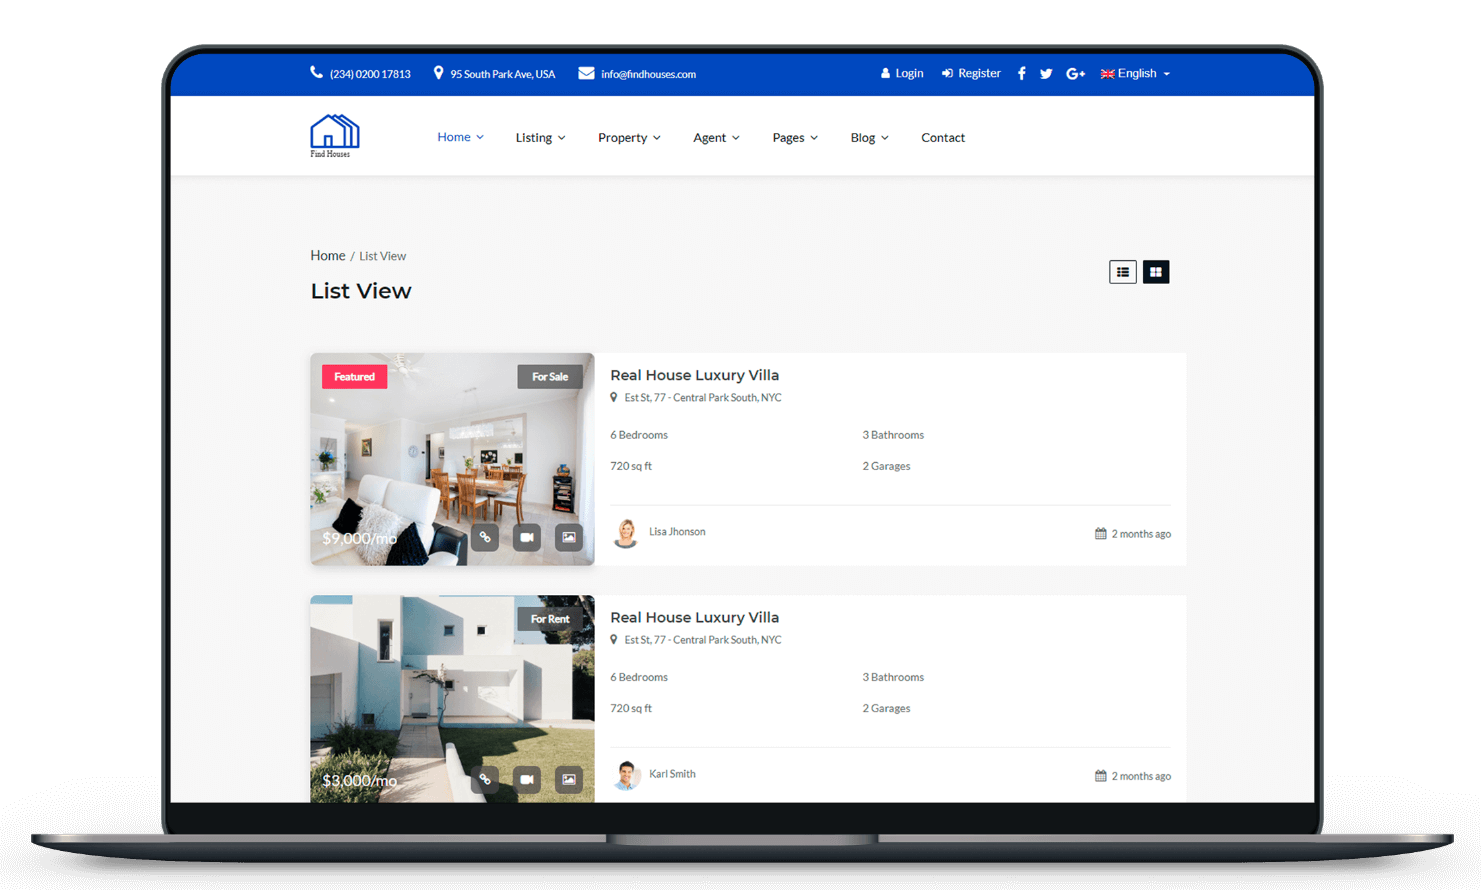 (234) 0200 17813 95 South Park Ave, USA info@findhouses.com Login Register English
Find Houses
Home Listing Property Agent Pages Blog Contact
Home / List View
List View
Featured For Sale
$9,000/mo
Real House Luxury Villa
Est St, 77 - Central Park South, NYC
6 Bedrooms 3 Bathrooms
720 sq ft 2 Garages
Lisa Jhonson 2 months ago
For Rent
$3,000/mo
Real House Luxury Villa
Est St, 77 - Central Park South, NYC
6 Bedrooms 3 Bathrooms
720 sq ft 2 Garages
Karl Smith 2 months ago